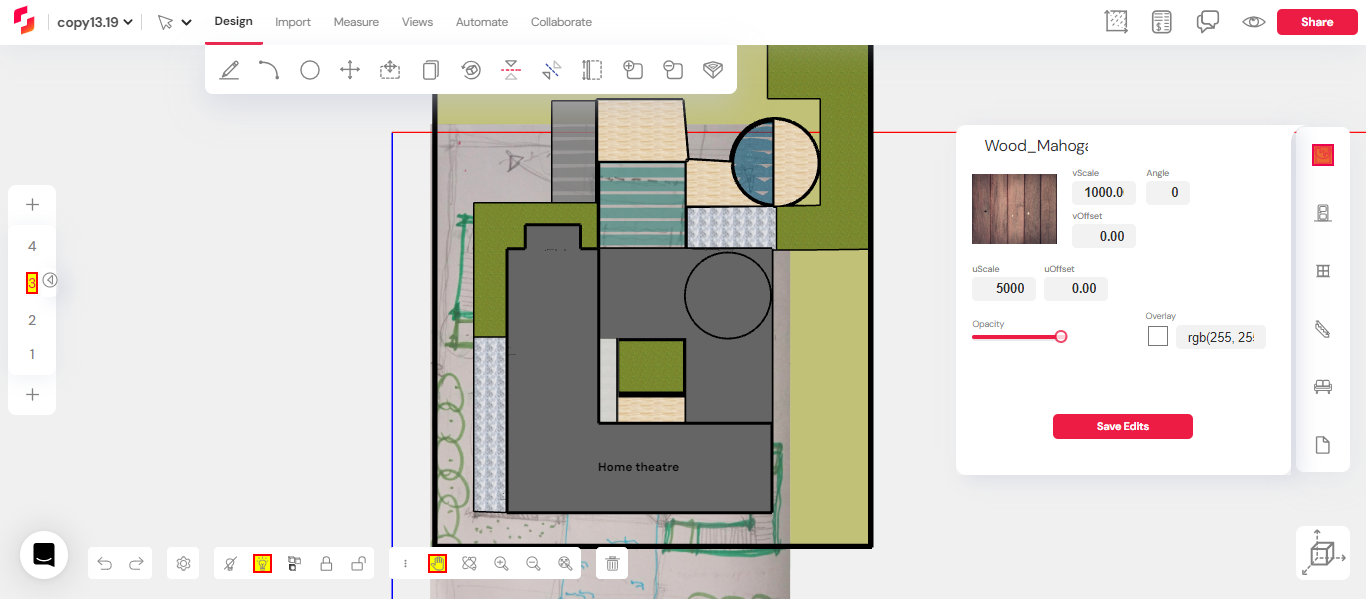 copy13.19
Design
Import
Measure
Views
Automate
Collaborate
Share
4
3
2
1
Home theatre
Wood_Mahoga
vScale
Angle
1000.0
0
vOffset
0.00
uScale
uOffset
5000
0.00
Opacity
Overlay
rgb(255, 255
Save Edits